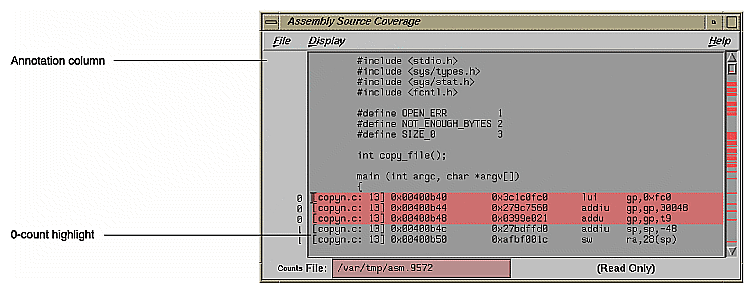 Assembly Source Coverage
File Display Help
Annotation column
#include <stdio.h>
#include <sys/types.h>
#include <sys/stat.h>
#include <fcntl.h>
#define OPEN_ERR 1
#define NOT_ENOUGH_BYTES 2
#define SIZE_0 3
int copy_file();
main (int argc, char *argv[])
{
0 [copyn.c: 13] 0x00400b40 0x3c1c0fc0 lui gp,0xfc0
0 [copyn.c: 13] 0x00400b44 0x279c7560 addiu gp,gp,30048
0 [copyn.c: 13] 0x00400b48 0x0399e021 addu gp,gp,t9
1 [copyn.c: 13] 0x00400b4c 0x27bdffd0 addiu sp,sp,-48
0-count highlight
1 [copyn.c: 13] 0x00400b50 0xafbf001c sw ra,28(sp)
Counts File: /var/tmp/asm.9572 (Read Only)